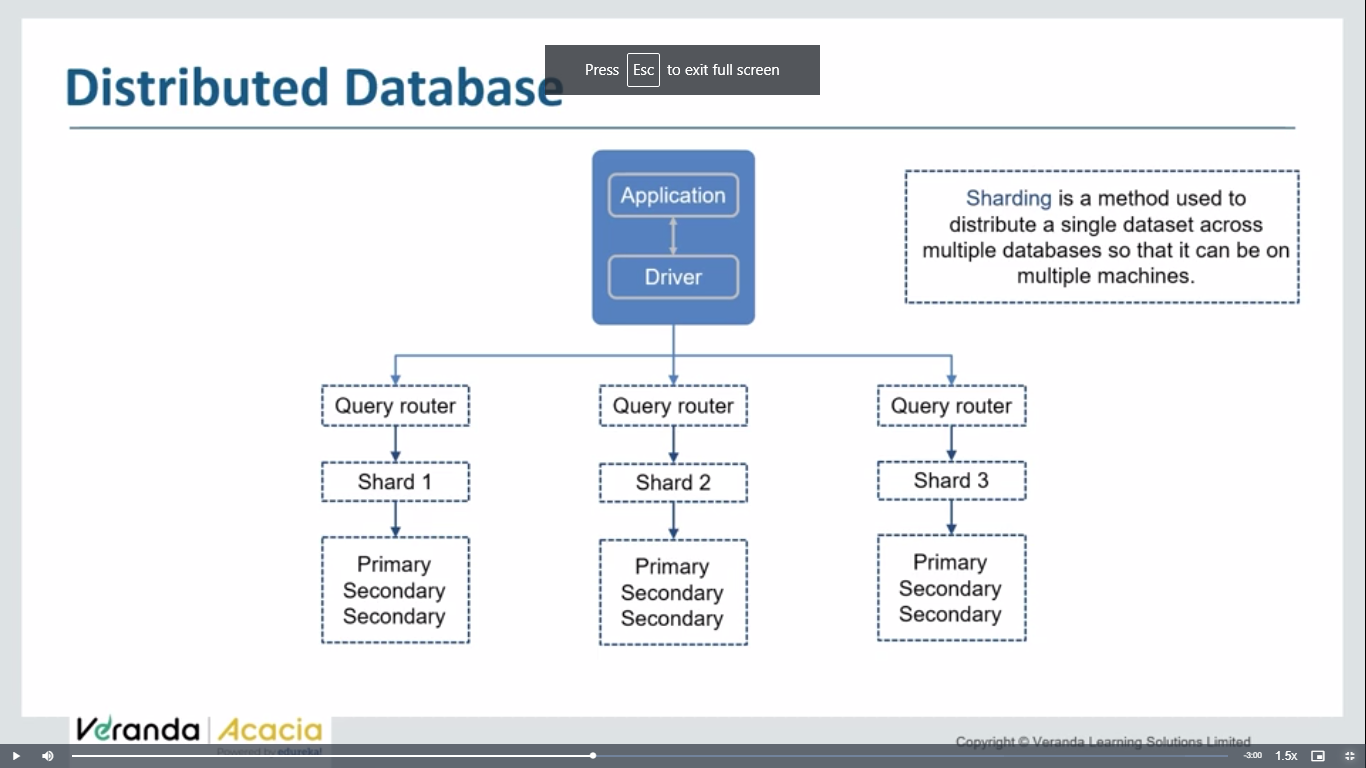 Distributed Database
Press Esc to exit full screen
Application
Driver
Sharding is a method used to
distribute a single dataset across
multiple databases so that it can be on
multiple machines.
Query router
Query router
Query router
Shard 1
Shard 2
Shard 3
Primary
Secondary
Secondary
Primary
Secondary
Secondary
Primary
Secondary
Secondary
Veranda | Acacia
Powered by edureka!
Copyright © Veranda Learning Solutions Limited
-3:00
1.5x